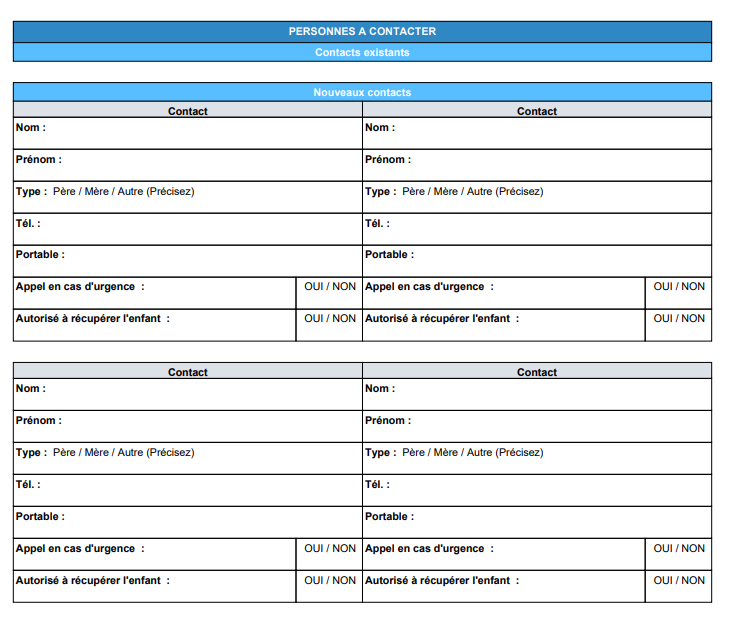 PERSONNES A CONTACTER
Contacts existants
Nouveaux contacts
Contact Contact
Nom : Nom :
Prénom : Prénom :
Type : Père / Mère / Autre (Précisez) Type : Père / Mère / Autre (Précisez)
Tél. : Tél. :
Portable : Portable :
Appel en cas d'urgence : OUI / NON Appel en cas d'urgence : OUI / NON
Autorisé à récupérer l'enfant : OUI / NON Autorisé à récupérer l'enfant : OUI / NON
Contact Contact
Nom : Nom :
Prénom : Prénom :
Type : Père / Mère / Autre (Précisez) Type : Père / Mère / Autre (Précisez)
Tél. : Tél. :
Portable : Portable :
Appel en cas d'urgence : OUI / NON Appel en cas d'urgence : OUI / NON
Autorisé à récupérer l'enfant : OUI / NON Autorisé à récupérer l'enfant : OUI / NON